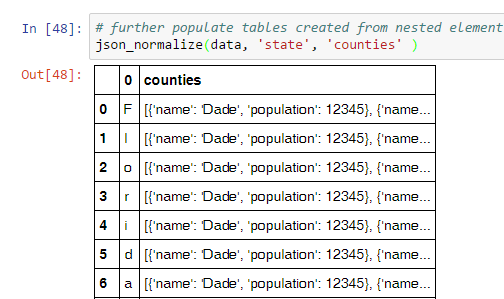 In [48]: # further populate tables created from nested element
json_normalize(data, 'state', 'counties' )
Out[48]:
0 counties
0 F [{'name': 'Dade', 'population': 12345}, {'name...
1 l [{'name': 'Dade', 'population': 12345}, {'name...
2 o [{'name': 'Dade', 'population': 12345}, {'name...
3 r [{'name': 'Dade', 'population': 12345}, {'name...
4 i [{'name': 'Dade', 'population': 12345}, {'name...
5 d [{'name': 'Dade', 'population': 12345}, {'name...
6 a [{'name': 'Dade', 'population': 12345}, {'name...